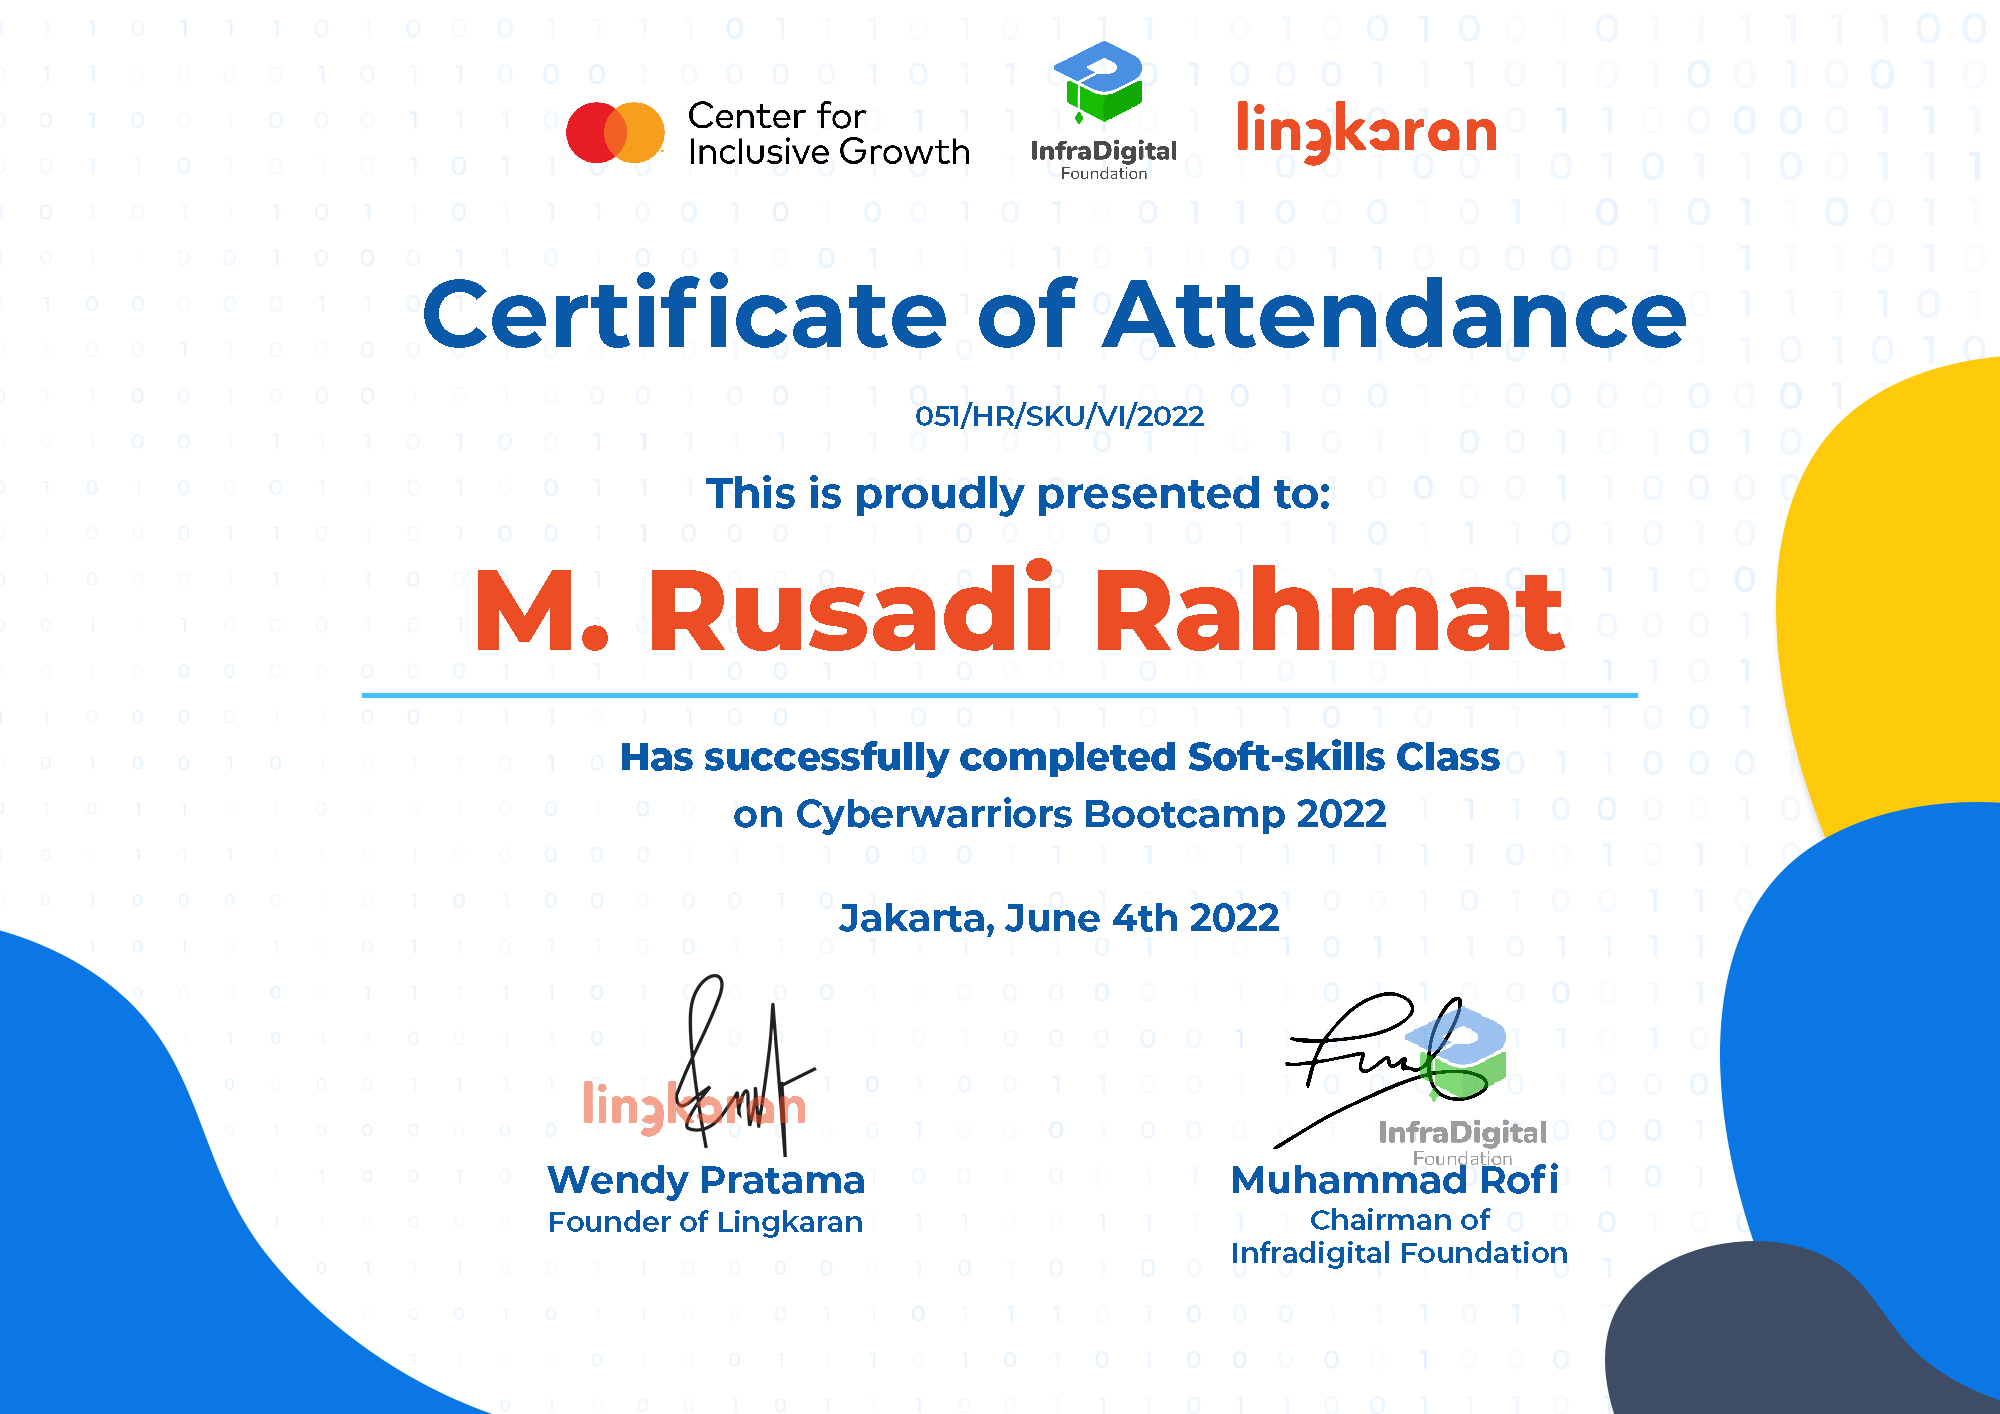 Center for
Inclusive Growth
InfraDigital
Foundation
lingkaran
Certificate of Attendance
051/HR/SKU/VI/2022
This is proudly presented to:
M. Rusadi Rahmat
Has successfully completed Soft-skills Class
on Cyberwarriors Bootcamp 2022
Jakarta, June 4th 2022
lingkaran
Wendy Pratama
Founder of Lingkaran
InfraDigital
Foundation
Muhammad Rofi
Chairman of
Infradigital Foundation